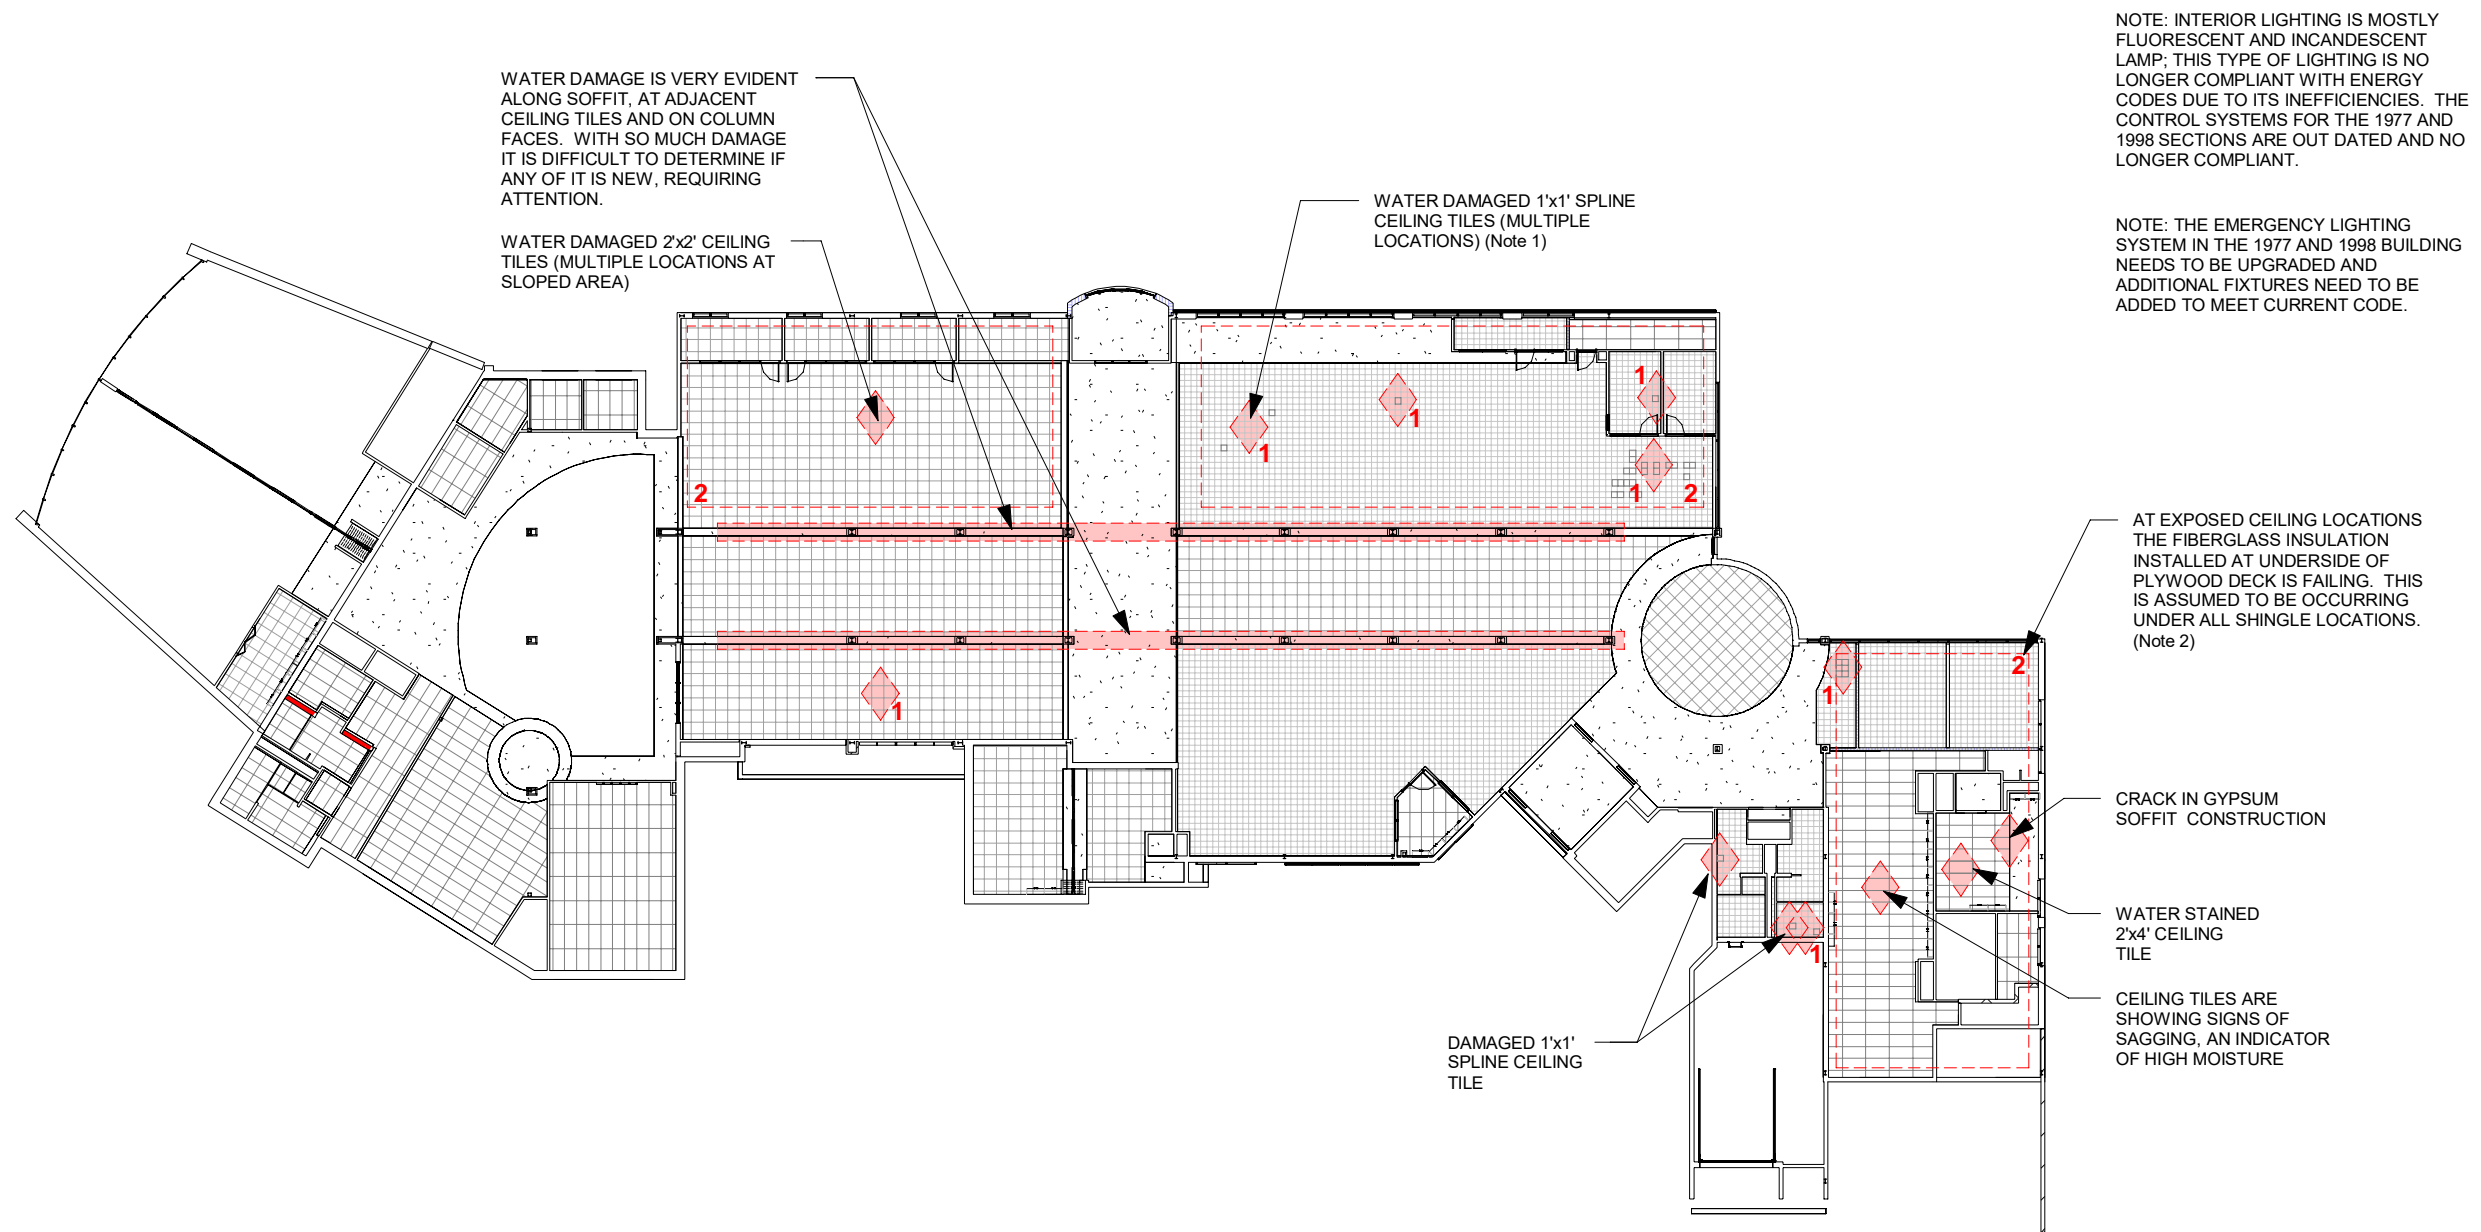 NOTE: INTERIOR LIGHTING IS MOSTLY
FLUORESCENT AND INCANDESCENT
LAMP; THIS TYPE OF LIGHTING IS NO
LONGER COMPLIANT WITH ENERGY
CODES DUE TO ITS INEFFICIENCIES.  THE
CONTROL SYSTEMS FOR THE 1977 AND
1998 SECTIONS ARE OUT DATED AND NO
LONGER COMPLIANT.
NOTE: THE EMERGENCY LIGHTING
SYSTEM IN THE 1977 AND 1998 BUILDING
NEEDS TO BE UPGRADED AND
ADDITIONAL FIXTURES NEED TO BE
ADDED TO MEET CURRENT CODE.
WATER DAMAGE IS VERY EVIDENT
ALONG SOFFIT, AT ADJACENT
CEILING TILES AND ON COLUMN
FACES.  WITH SO MUCH DAMAGE
IT IS DIFFICULT TO DETERMINE IF
ANY OF IT IS NEW, REQUIRING
ATTENTION.
WATER DAMAGED 2'x2' CEILING
TILES (MULTIPLE LOCATIONS AT
SLOPED AREA)
WATER DAMAGED 1'x1' SPLINE
CEILING TILES (MULTIPLE
LOCATIONS) (Note 1)
1
1
1
2
1
2
AT EXPOSED CEILING LOCATIONS
THE FIBERGLASS INSULATION
INSTALLED AT UNDERSIDE OF
PLYWOOD DECK IS FAILING.  THIS
IS ASSUMED TO BE OCCURRING
UNDER ALL SHINGLE LOCATIONS.
(Note 2)
2
1
1
CRACK IN GYPSUM
SOFFIT  CONSTRUCTION
WATER STAINED
2'x4' CEILING
TILE
1
CEILING TILES ARE
SHOWING SIGNS OF
SAGGING, AN INDICATOR
OF HIGH MOISTURE
DAMAGED 1'x1'
SPLINE CEILING
TILE